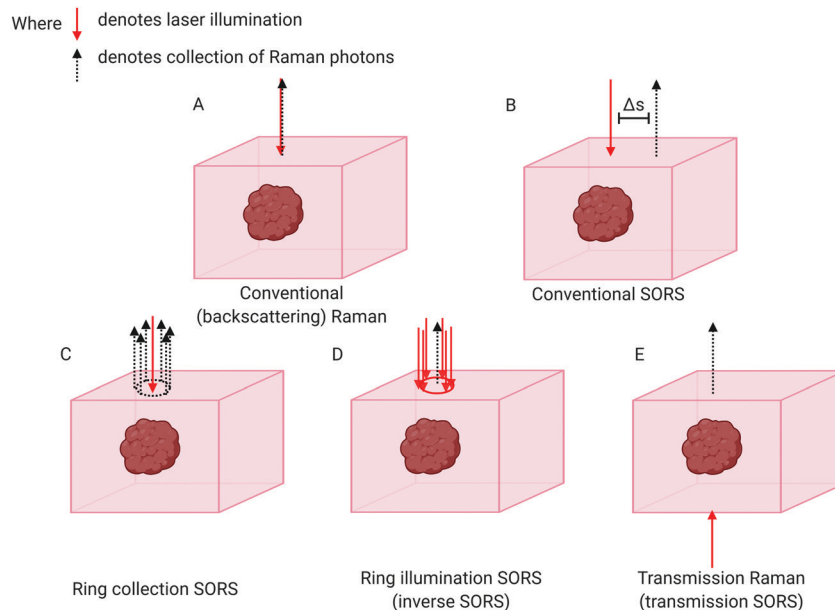 Where
denotes laser illumination
denotes collection of Raman photons
A
B
Δs
Conventional
(backscattering) Raman
Conventional SORS
C
D
E
Ring collection SORS
Ring illumination SORS
(inverse SORS)
Transmission Raman
(transmission SORS)